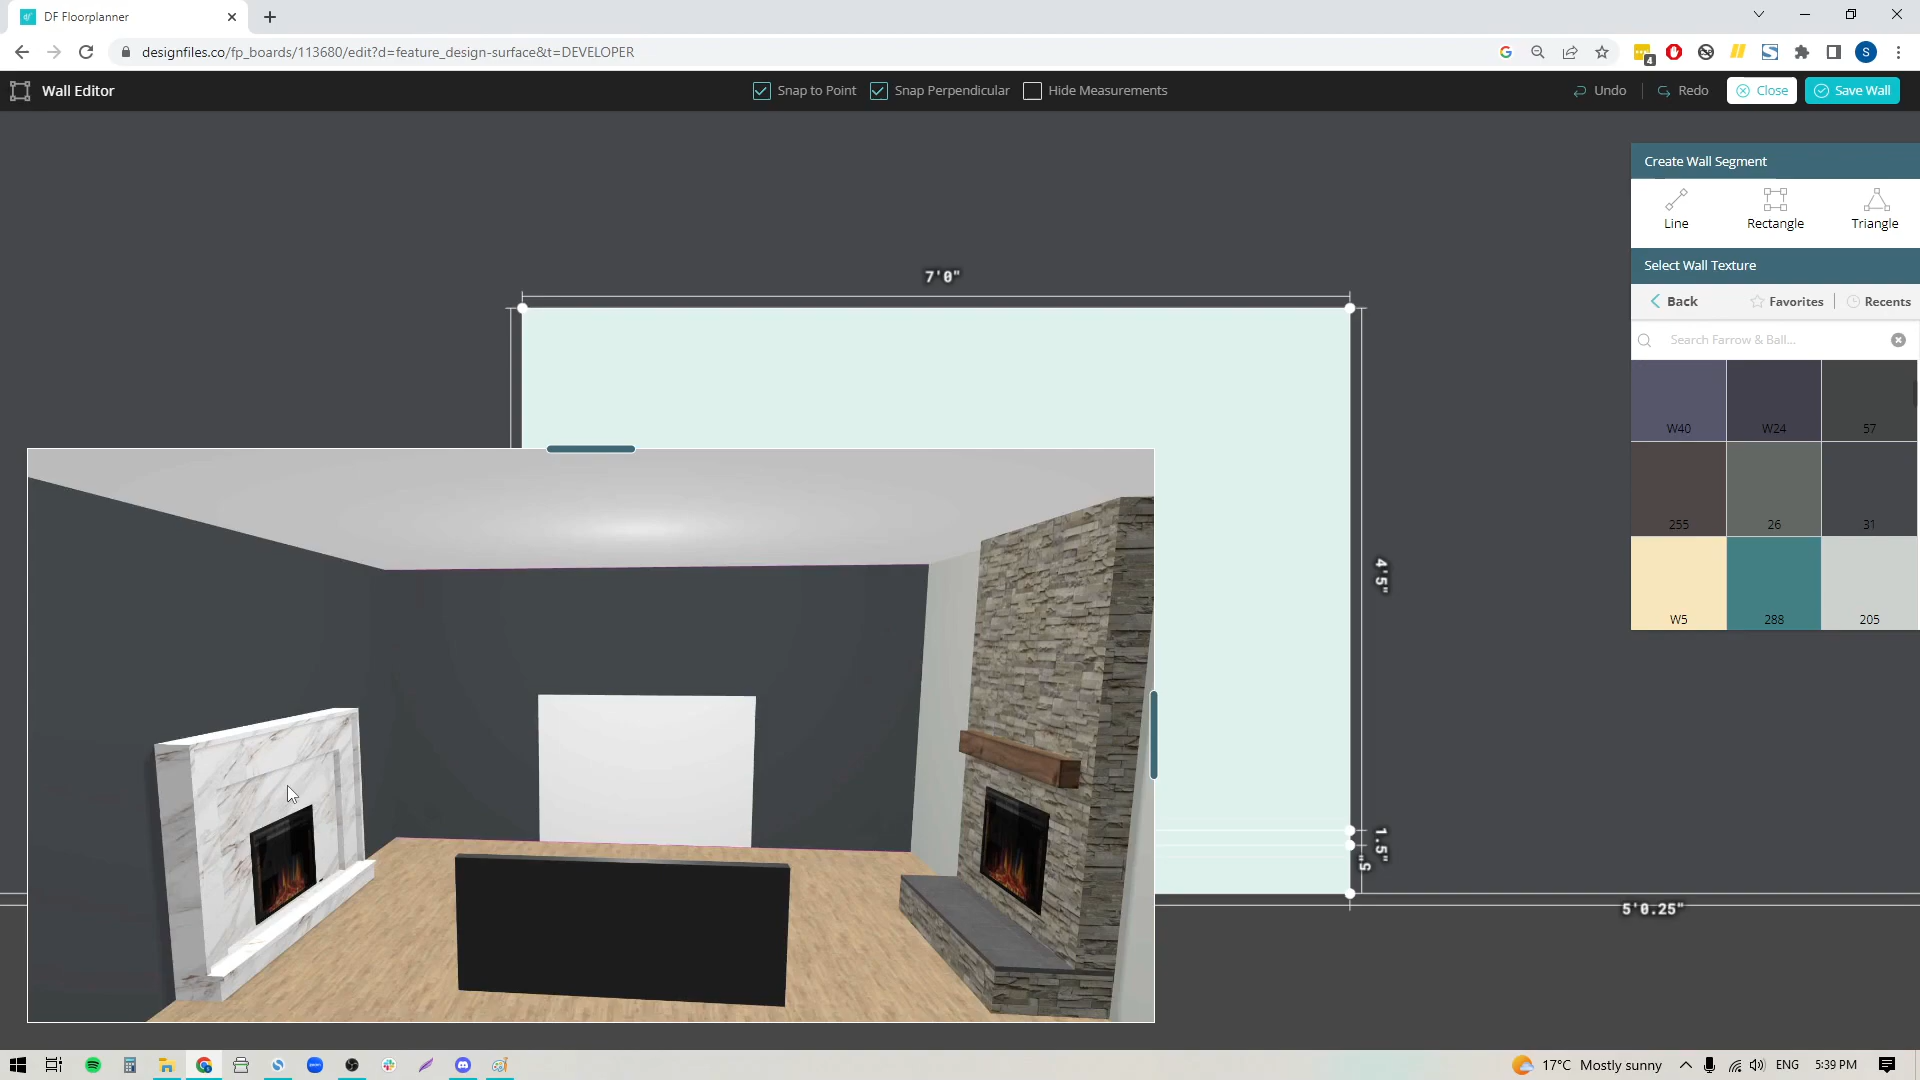 DF Floorplanner
designfiles.co/fp_boards/113680/edit?d=feature_design-surface&t=DEVELOPER
4
S
Wall Editor
Snap to Point
Snap Perpendicular
Hide Measurements
Undo
Redo
Close
Save Wall
Create Wall Segment
Line
Rectangle
Triangle
Select Wall Texture
Back
Favorites
Recents
Search Farrow & Ball...
W40
W24
57
255
26
31
W5
288
205
7'0"
4'5"
1.5"
5"
5'0.25"
17°C Mostly sunny
ENG
5:39 PM